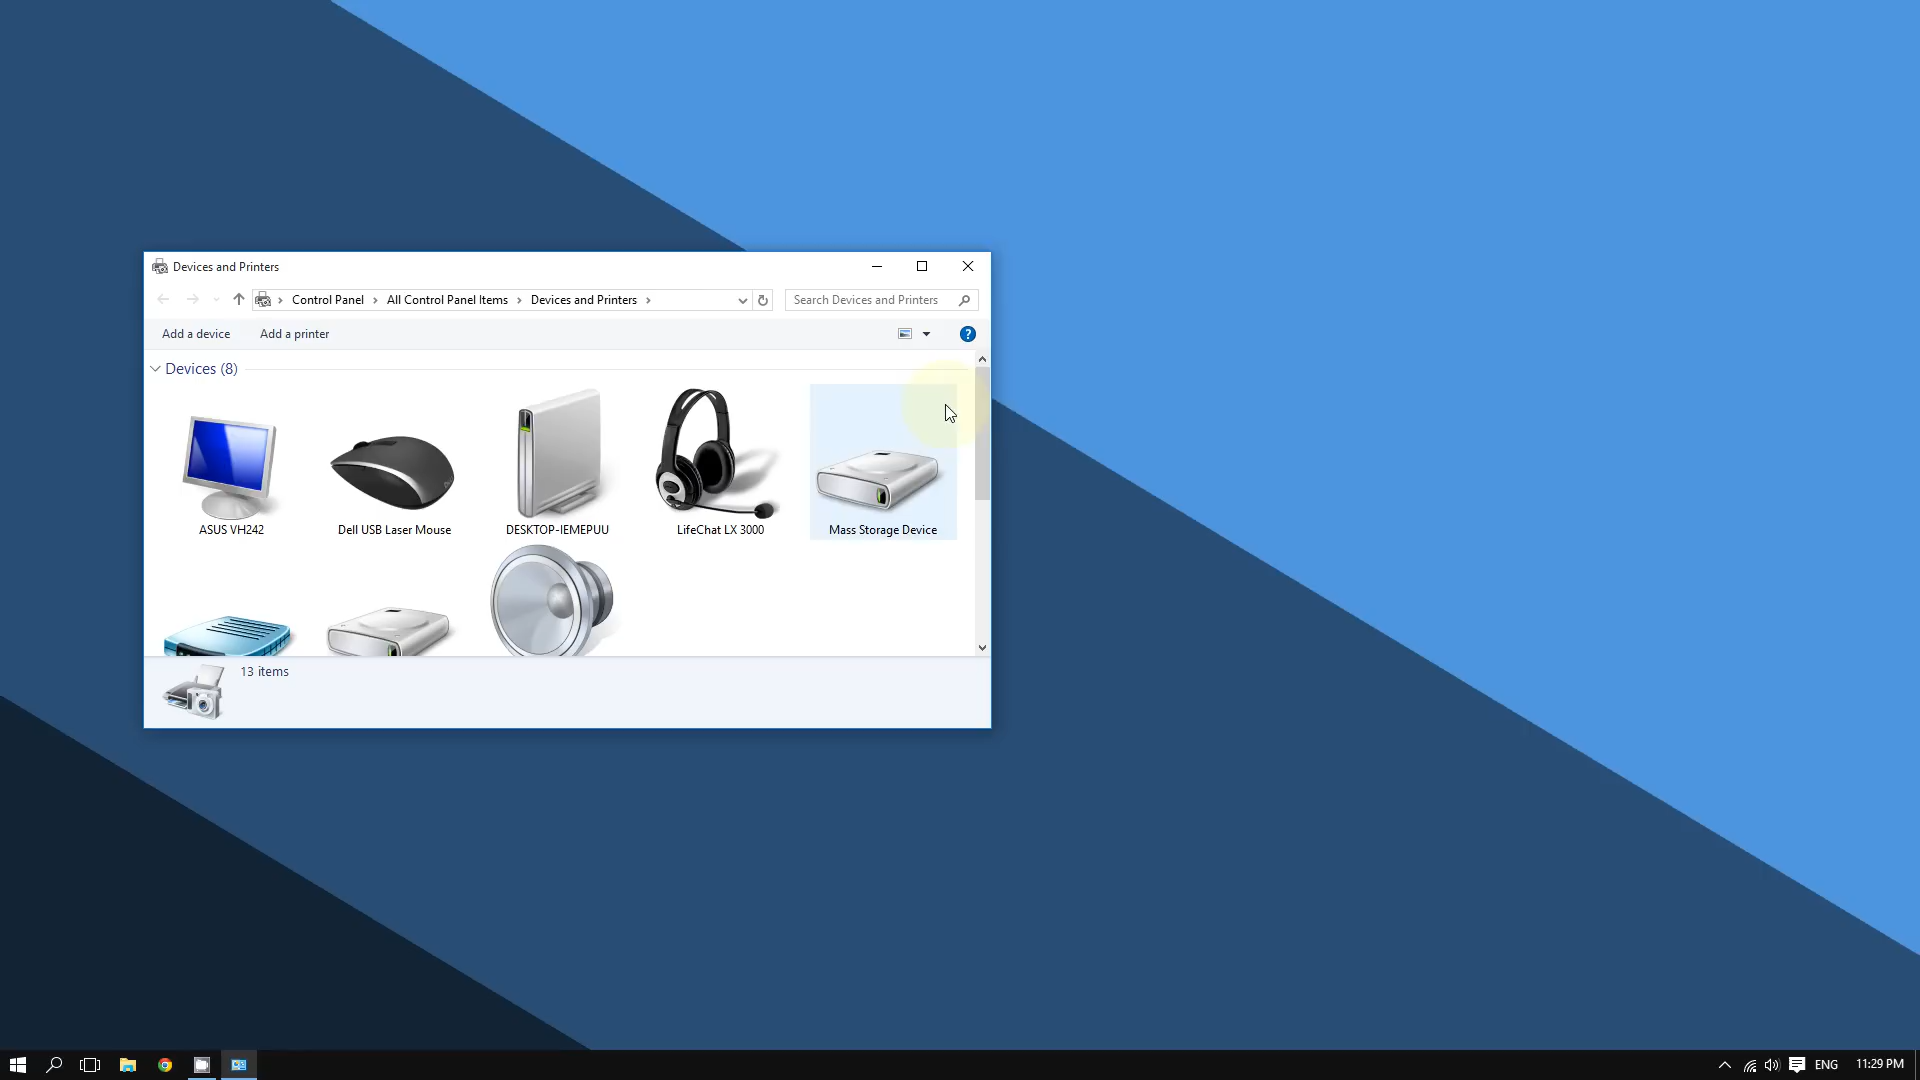 Devices and Printers
Control Panel All Control Panel Items Devices and Printers Search Devices and Printers
Add a device Add a printer ?
Devices (8)
ASUS VH242 Dell USB Laser Mouse DESKTOP-IEMEPUU LifeChat LX 3000 Mass Storage Device
13 items
ENG 11:29 PM